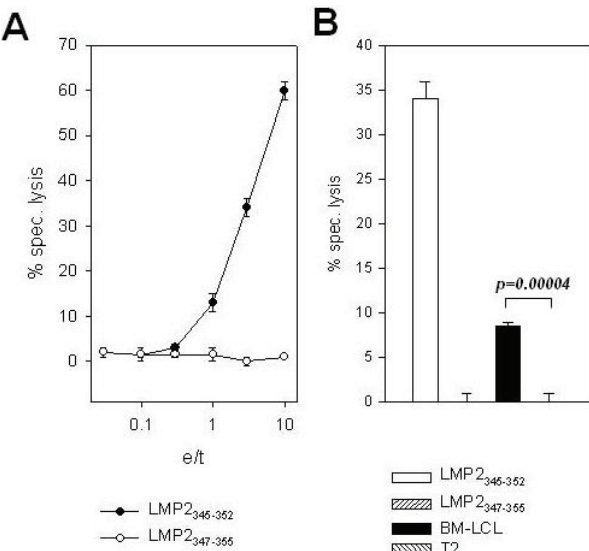 A
B
70
60
50
40
30
20
10
0
% spec. lysis
0.1
1
10
e/t
LMP2345-352
LMP2347-355
40
35
30
25
20
15
10
5
0
% spec. lysis
p=0.00004
LMP2345-352
LMP2347-355
BM-LCL
T2